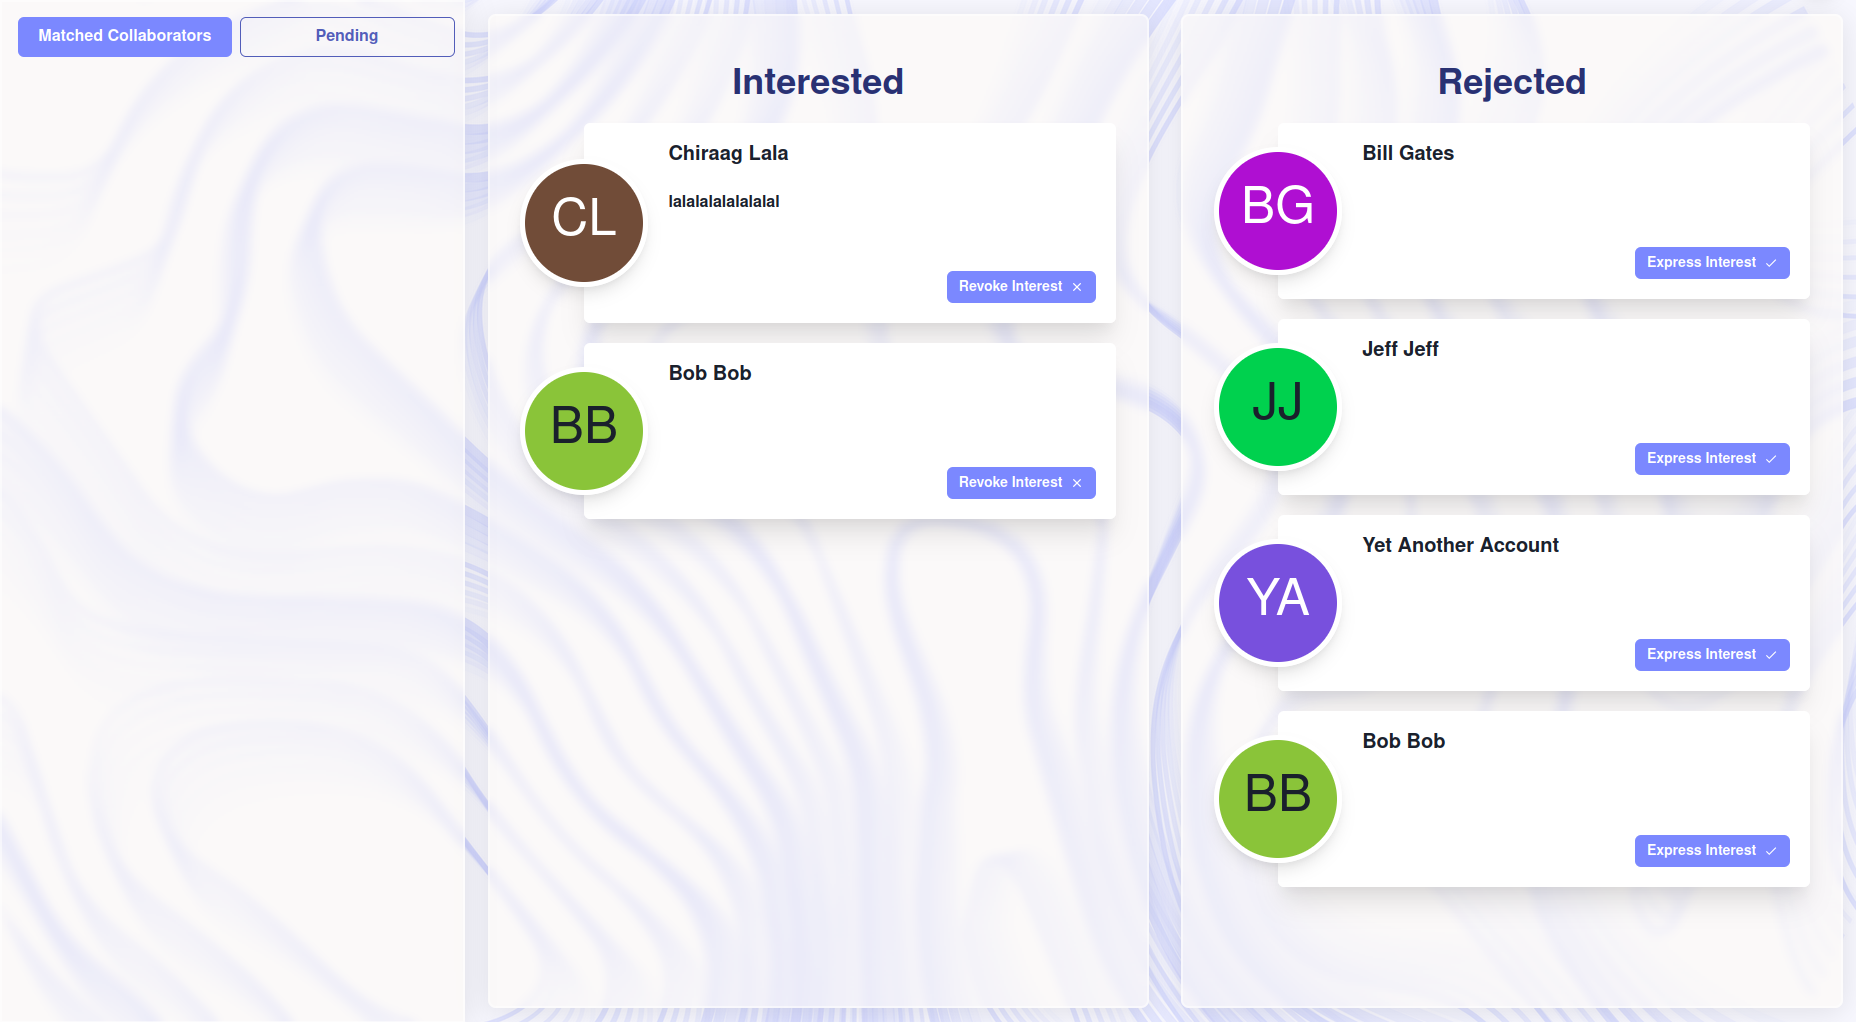 Matched Collaborators
Pending
Interested
CL
Chiraag Lala
lalalalalalalalal
Revoke Interest
BB
Bob Bob
Revoke Interest
Rejected
BG
Bill Gates
Express Interest
JJ
Jeff Jeff
Express Interest
YA
Yet Another Account
Express Interest
BB
Bob Bob
Express Interest